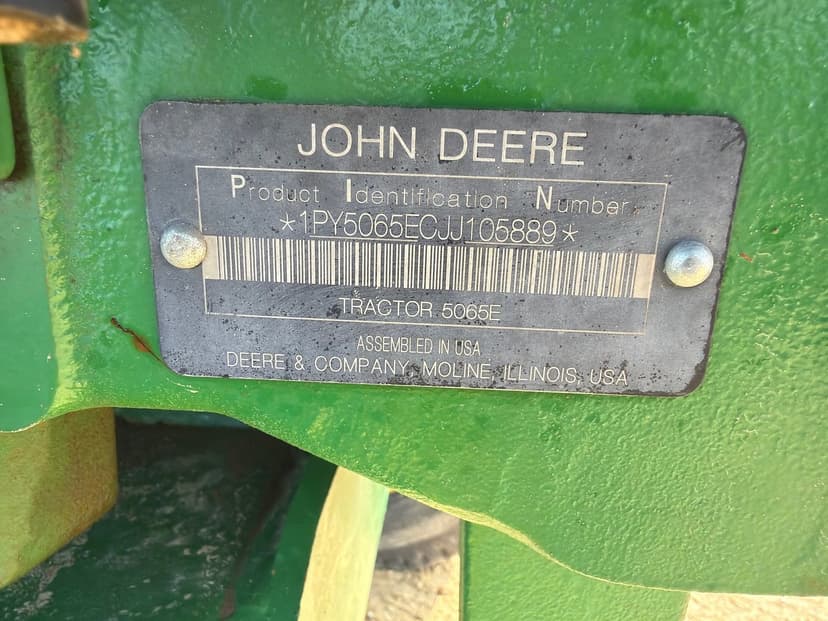 JOHN DEERE
Product Identification Number
*1PY5065ECJJ105889*
TRACTOR 5065E
ASSEMBLED IN USA
DEERE & COMPANY, MOLINE, ILLINOIS, USA